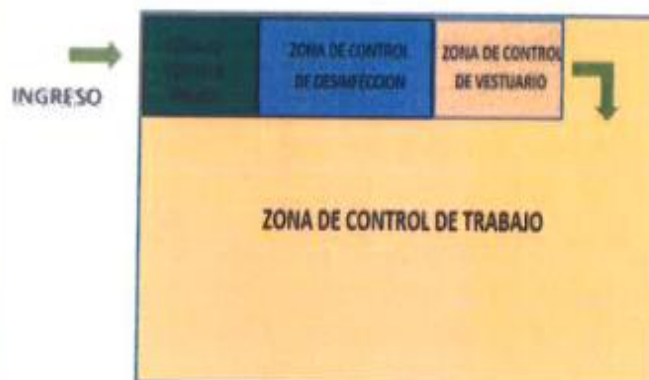 INGRESO
ZONA DE CONTROL
DE DESINFECCION
ZONA DE CONTROL
DE VESTUARIO
ZONA DE CONTROL DE TRABAJO